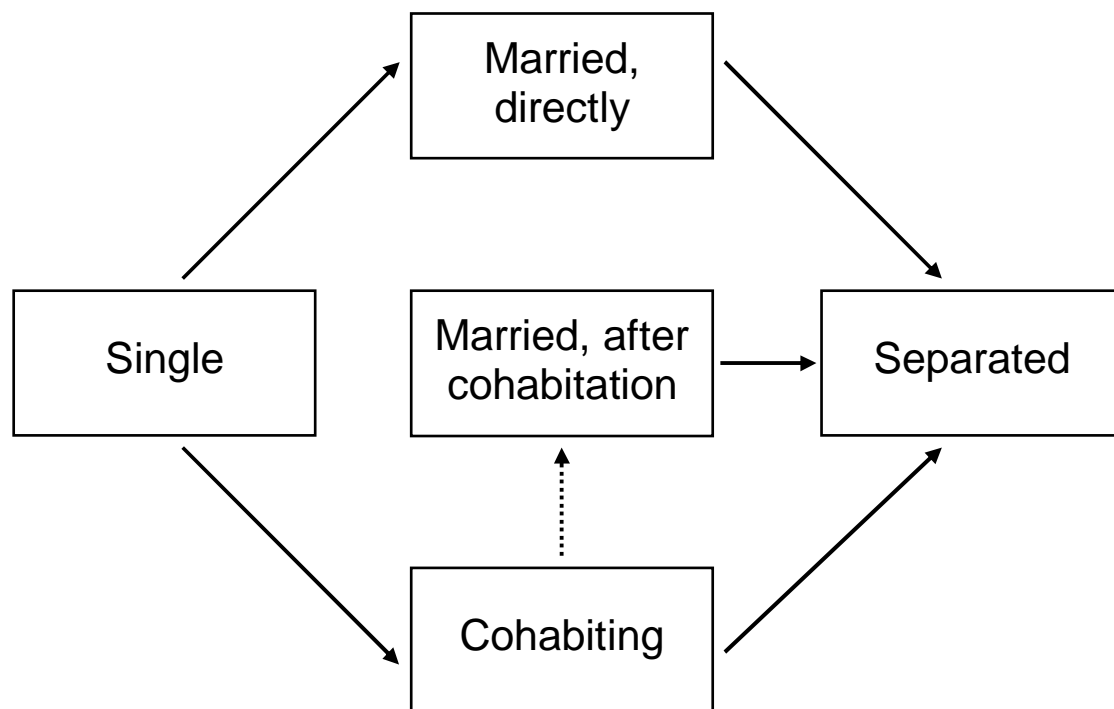 Married,
directly
Single
Married, after
cohabitation
Separated
Cohabiting